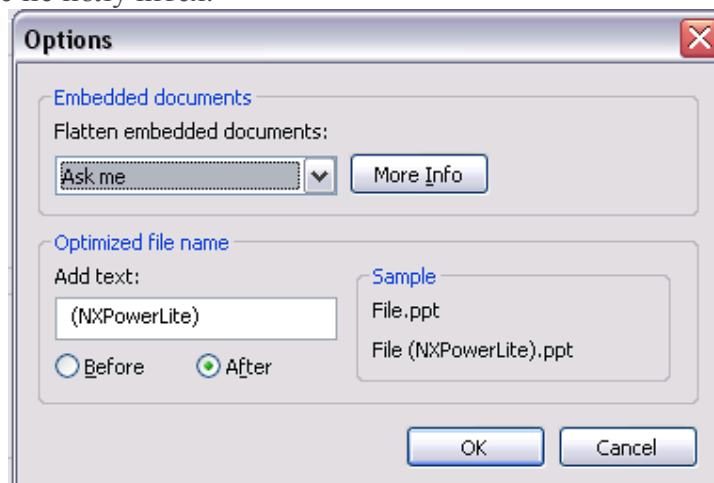 Options
Embedded documents
Flatten embedded documents:
Ask me
More Info
Optimized file name
Add text:
(NXPowerLite)
Before
After
Sample
File.ppt
File (NXPowerLite).ppt
OK
Cancel